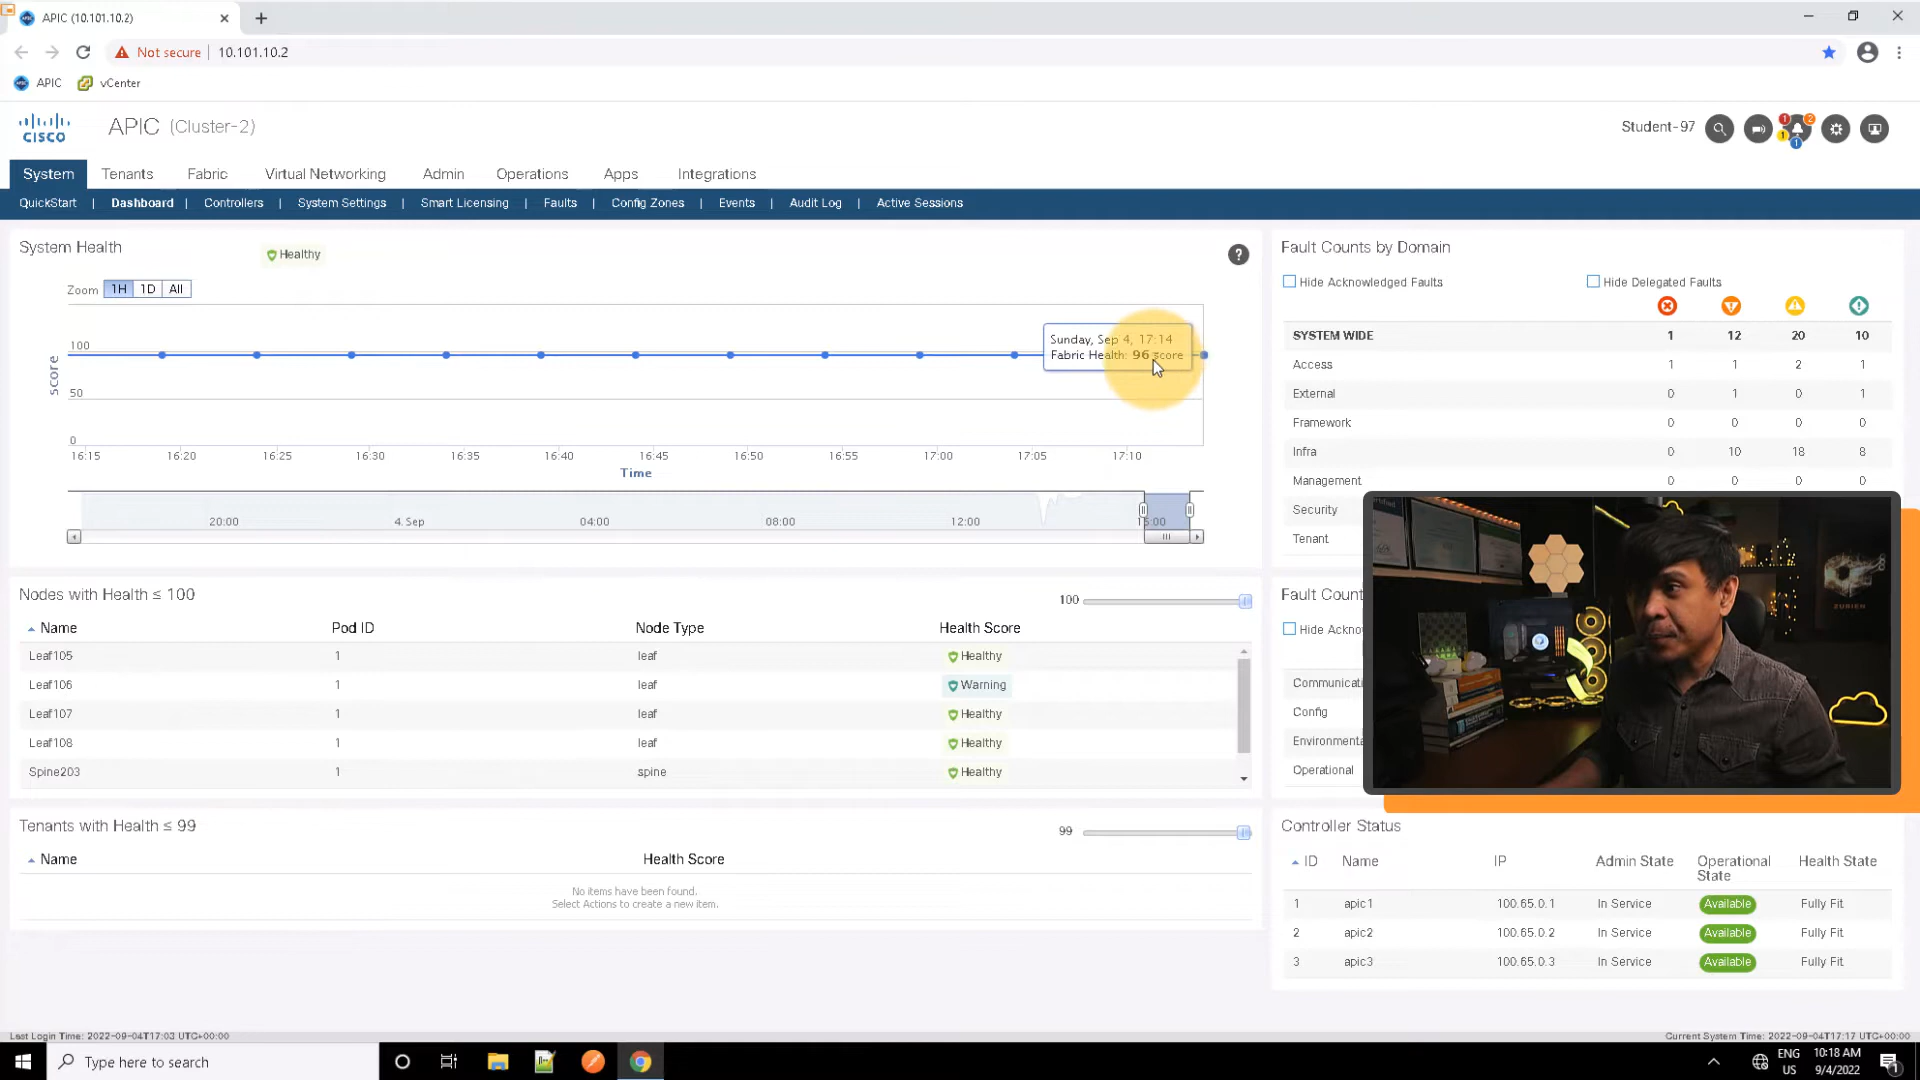 APIC (10.101.10.2)
Not secure | 10.101.10.2
APIC vCenter
CISCO APIC (Cluster-2)
Student-97
1 2 1 1
System Tenants Fabric Virtual Networking Admin Operations Apps Integrations
QuickStart | Dashboard | Controllers | System Settings | Smart Licensing | Faults | Config Zones | Events | Audit Log | Active Sessions
System Health
Healthy
?
Zoom 1H 1D All
score
100
50
0
Sunday, Sep 4, 17:14
Fabric Health: 96 score
16:15 16:20 16:25 16:30 16:35 16:40 16:45 16:50 16:55 17:00 17:05 17:10
Time
20:00 4. Sep 04:00 08:00 12:00 16:00
Nodes with Health ≤ 100
100
Name Pod ID Node Type Health Score
Leaf105 1 leaf Healthy
Leaf106 1 leaf Warning
Leaf107 1 leaf Healthy
Leaf108 1 leaf Healthy
Spine203 1 spine Healthy
Tenants with Health ≤ 99
99
Name Health Score
No items have been found.
Select Actions to create a new item.
Fault Counts by Domain
Hide Acknowledged Faults Hide Delegated Faults
SYSTEM WIDE 1 12 20 10
Access 1 1 2 1
External 0 1 0 1
Framework 0 0 0 0
Infra 0 10 18 8
Management 0 0 0 0
Security
Tenant
Fault Count
Hide Ackno
Communicati
Config
Environmenta
Operational
ZURIEN
Controller Status
ID Name IP Admin State Operational State Health State
1 apic1 100.65.0.1 In Service Available Fully Fit
2 apic2 100.65.0.2 In Service Available Fully Fit
3 apic3 100.65.0.3 In Service Available Fully Fit
Last Login Time: 2022-09-04T17:03 UTC+00:00
Current System Time: 2022-09-04T17:17 UTC+00:00
Type here to search
ENG
US
10:18 AM
9/4/2022
1